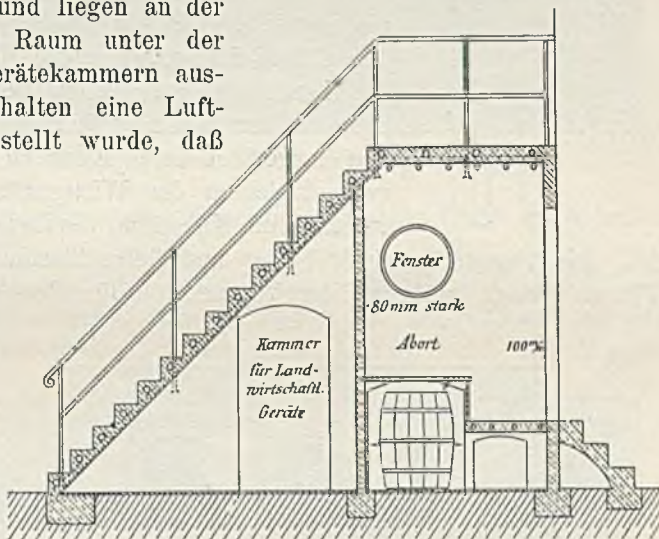 und liegen an der
Raum unter der
erätekammern aus-
halten eine Luft-
stellt wurde, daß
Fenster
80 mm stark
Abort
100%
Kammer
für Land-
wirtschaftl.
Geräte